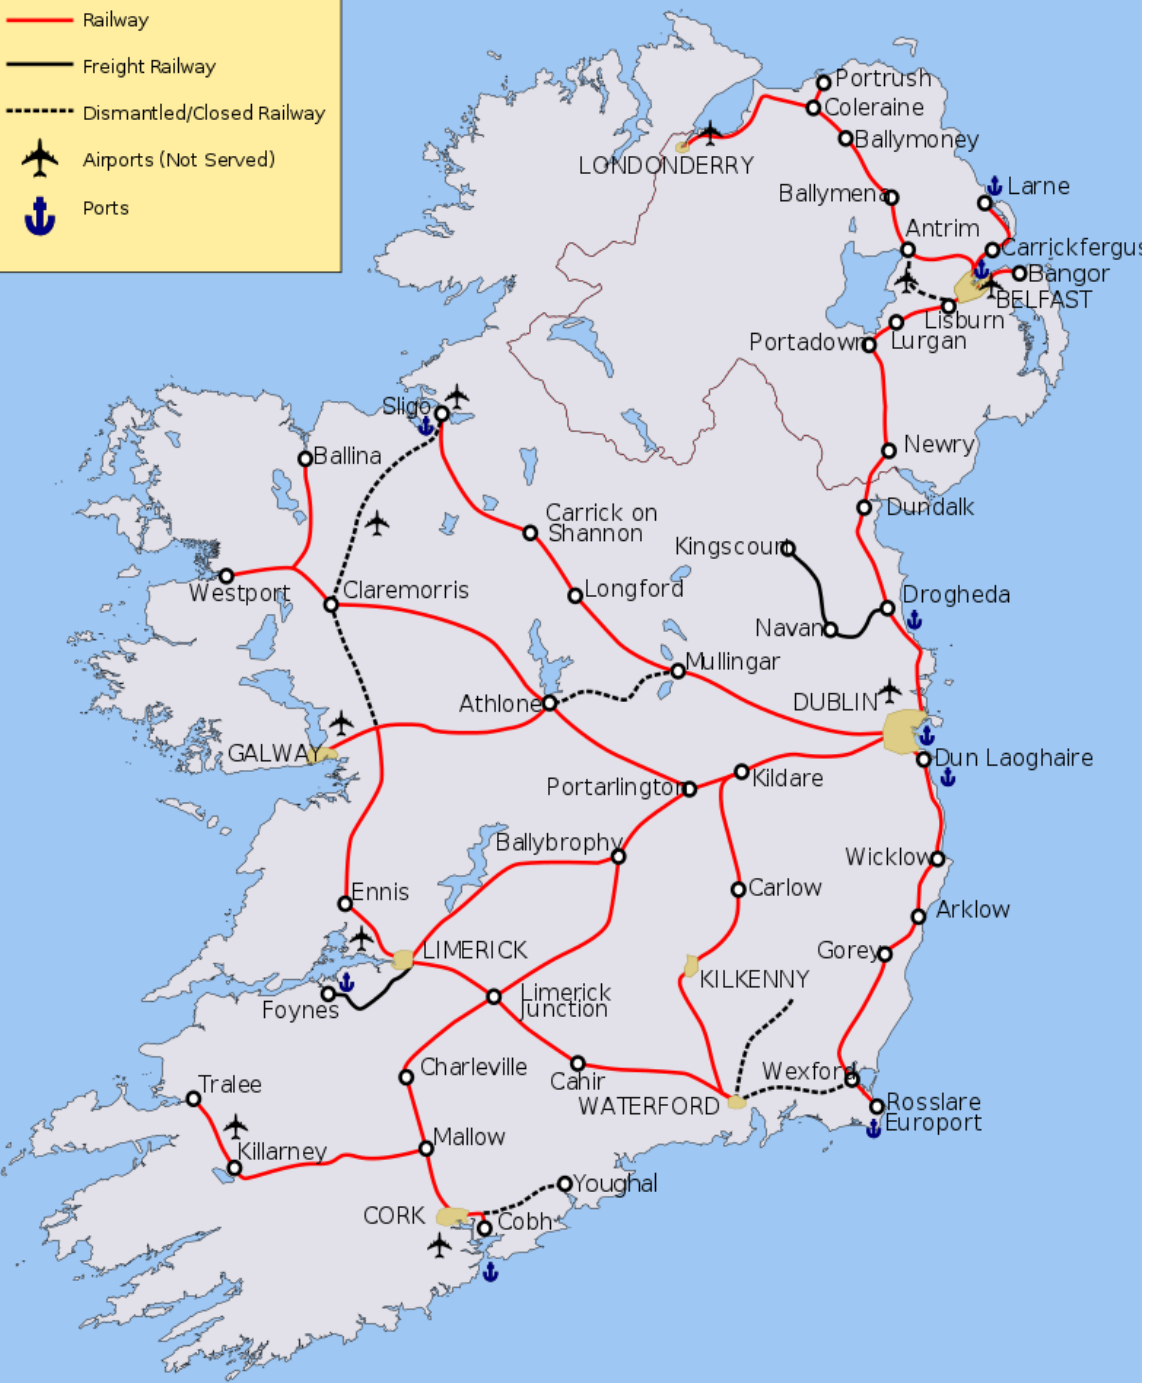 Railway
Freight Railway
Dismantled/Closed Railway
Airports (Not Served)
Ports
Portrush
Coleraine
Ballymoney
LONDONDERRY
Ballymena
Larne
Antrim
Carrickfergus
Bangor
BELFAST
Lisburn
Lurgan
Portadown
Sligo
Newry
Ballina
Dundalk
Carrick on
Shannon
Kingscourt
Longford
Claremorris
Westport
Drogheda
Navan
Mullingar
Athlone
DUBLIN
GALWAY
Dun Laoghaire
Kildare
Portarlington
Ballybrophy
Wicklow
Carlow
Ennis
Arklow
LIMERICK
Gorey
KILKENNY
Limerick
Junction
Foynes
Charleville
Cahir
Wexford
Tralee
WATERFORD
Rosslare
Europort
Mallow
Killarney
Youghal
CORK
Cobh